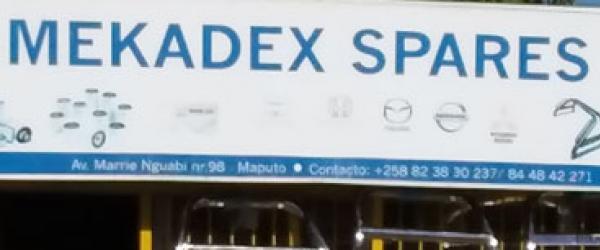 MEKADEX SPARES
Av. Marrie Nguabi nr 98 Maputo • Contacto: +258 82 38 30 237/ 84 48 42 271